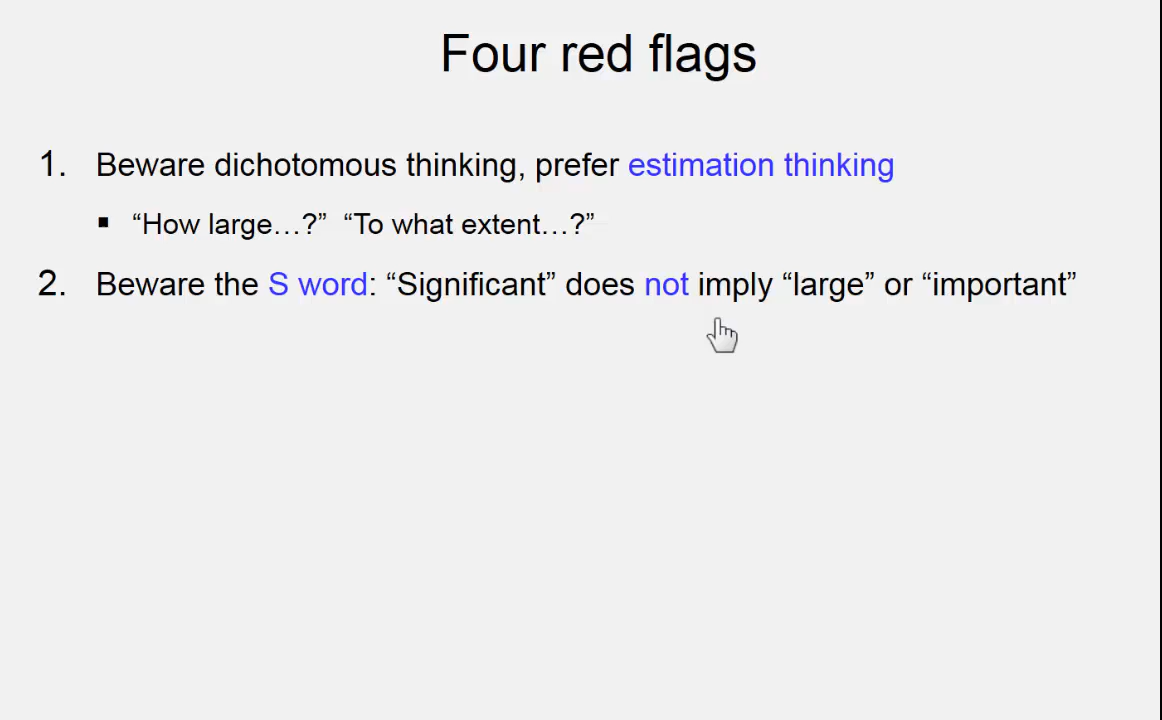 Four red flags
1. Beware dichotomous thinking, prefer estimation thinking
▪ “How large…?” “To what extent…?”
2. Beware the S word: “Significant” does not imply “large” or “important”